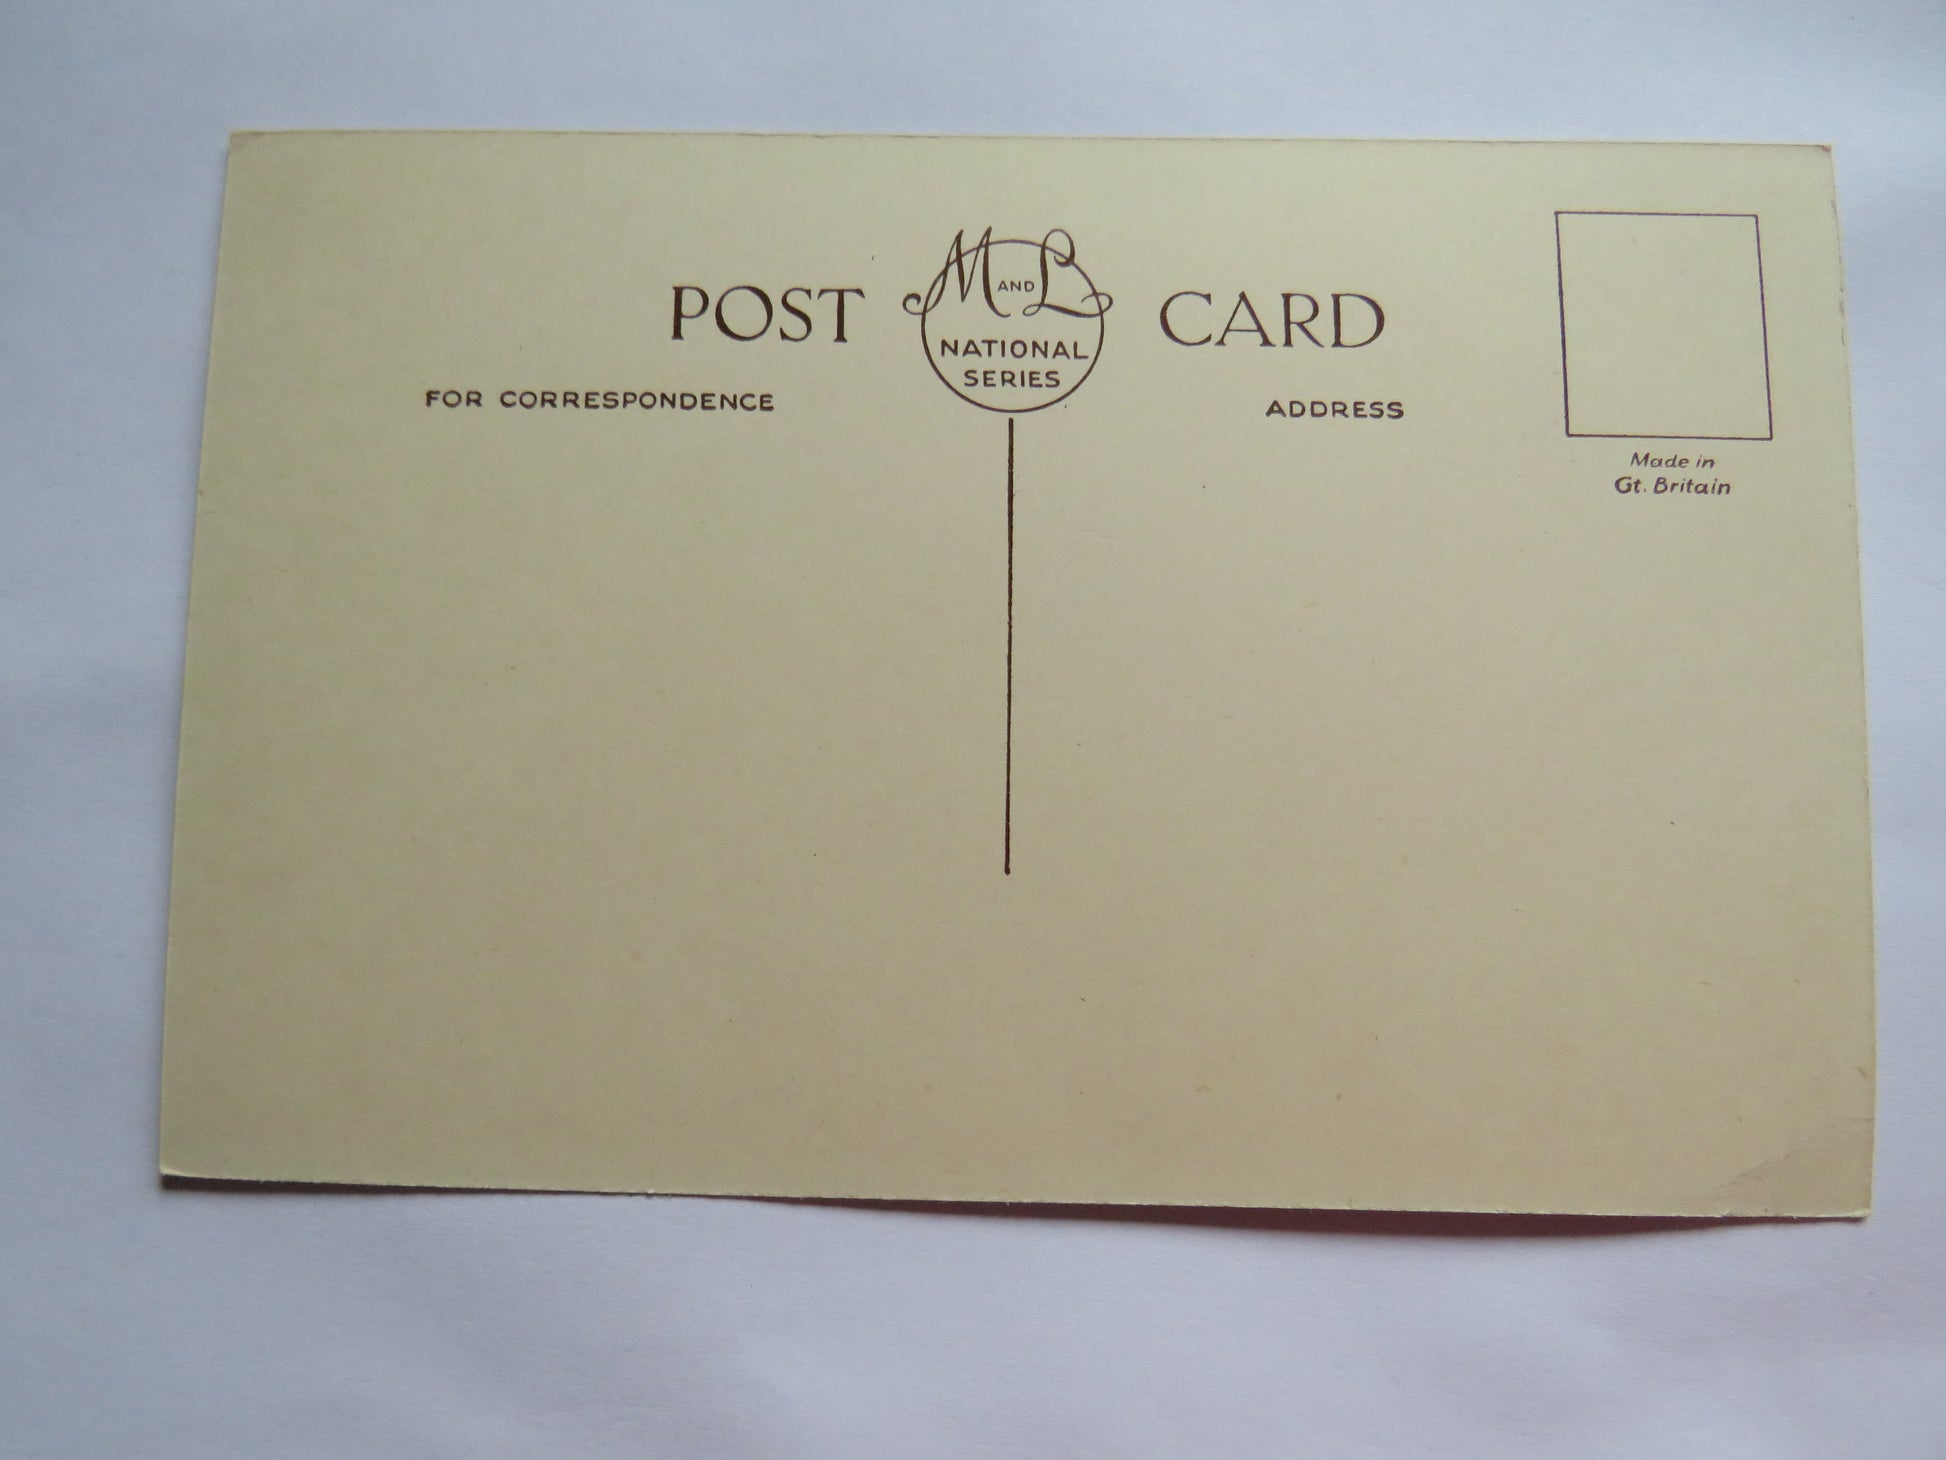 POST M AND L CARD
NATIONAL
SERIES
FOR CORRESPONDENCE
ADDRESS
Made in
Gt. Britain